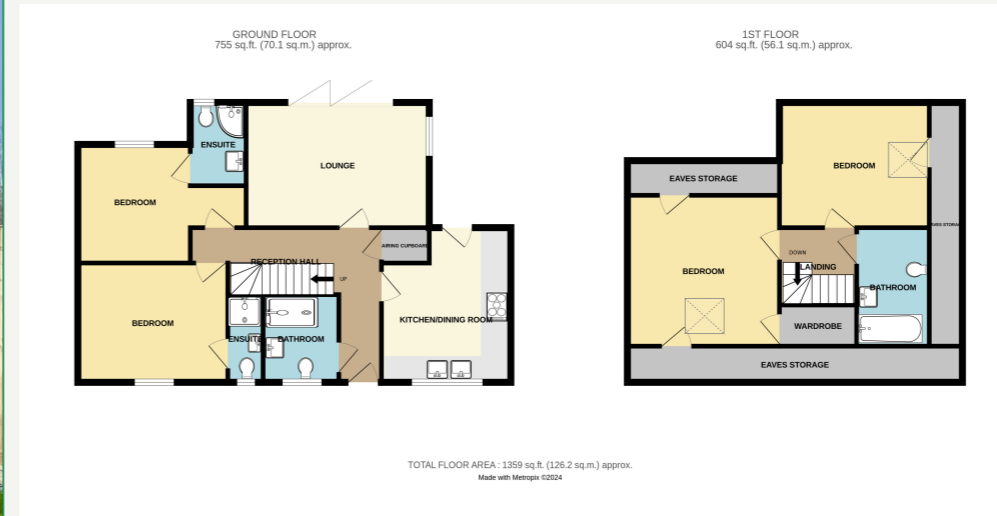 GROUND FLOOR
755 sq.ft. (70.1 sq.m.) approx.
1ST FLOOR
604 sq.ft. (56.1 sq.m.) approx.
ENSUITE
LOUNGE
BEDROOM
AIRING CUPBOARD
RECEPTION HALL
UP
BEDROOM
ENSUITE
BATHROOM
KITCHEN/DINING ROOM
BEDROOM
EAVES STORAGE
EAVES STORAGE
DOWN
LANDING
BEDROOM
BATHROOM
WARDROBE
EAVES STORAGE
TOTAL FLOOR AREA : 1359 sq.ft. (126.2 sq.m.) approx.
Made with Metropix ©2024